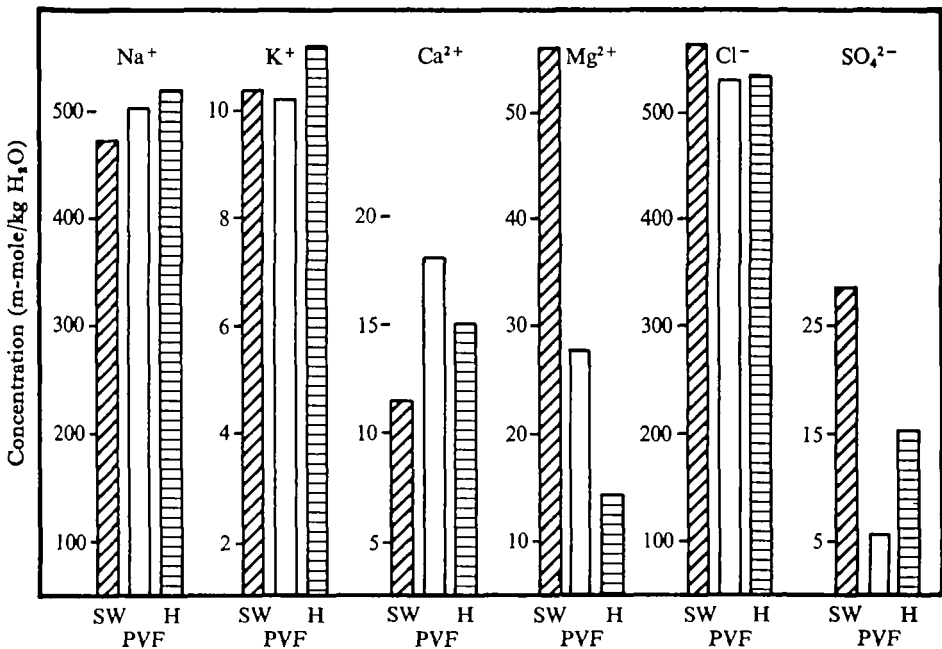 Concentration (m-mole/kg H₂O)
Na⁺
500
400
300
200
100
SW
PVF
H
K⁺
10
8
6
4
2
SW
PVF
H
Ca²⁺
20
15
10
5
SW
PVF
H
Mg²⁺
50
40
30
20
10
SW
PVF
H
Cl⁻
500
400
300
200
100
SW
PVF
H
SO₄²⁻
25
15
5
SW
PVF
H